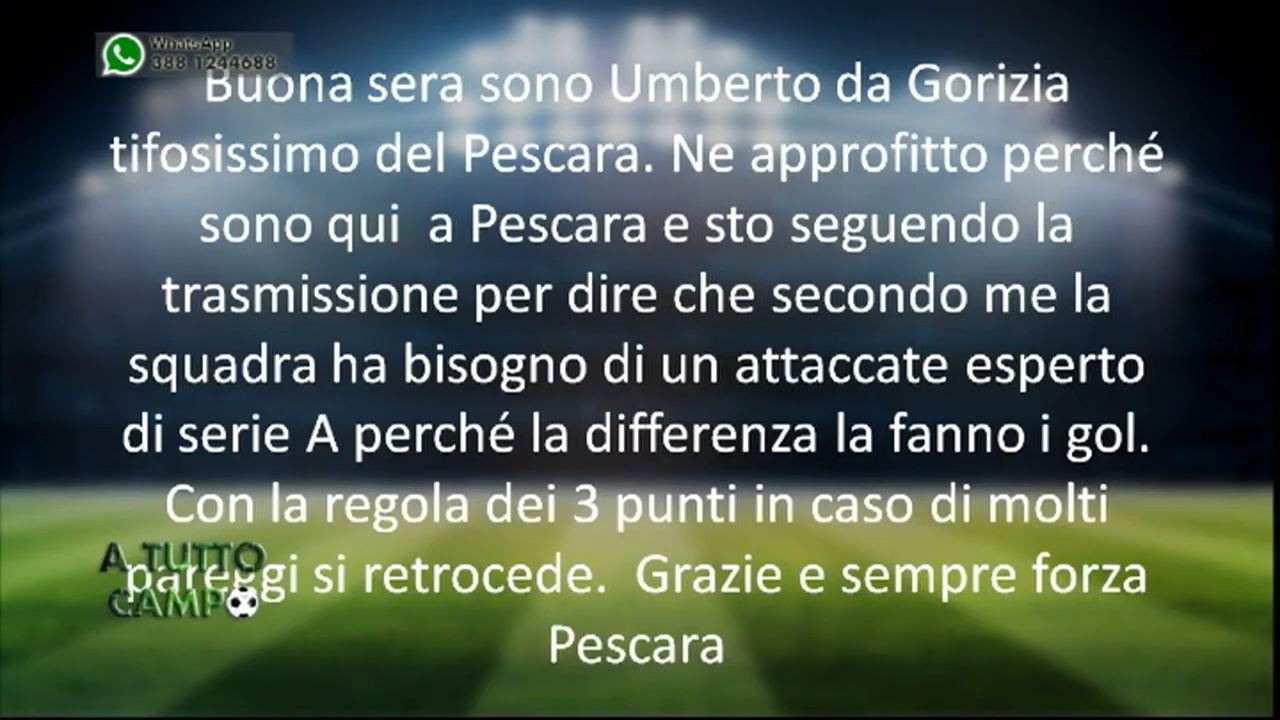 WhatsApp
388 1244688
Buona sera sono Umberto da Gorizia
tifosissimo del Pescara. Ne approfitto perché
sono qui  a Pescara e sto seguendo la
trasmissione per dire che secondo me la
squadra ha bisogno di un attaccate esperto
di serie A perché la differenza la fanno i gol.
Con la regola dei 3 punti in caso di molti
pareggi si retrocede.  Grazie e sempre forza
Pescara
A TUTTO
CAMPO